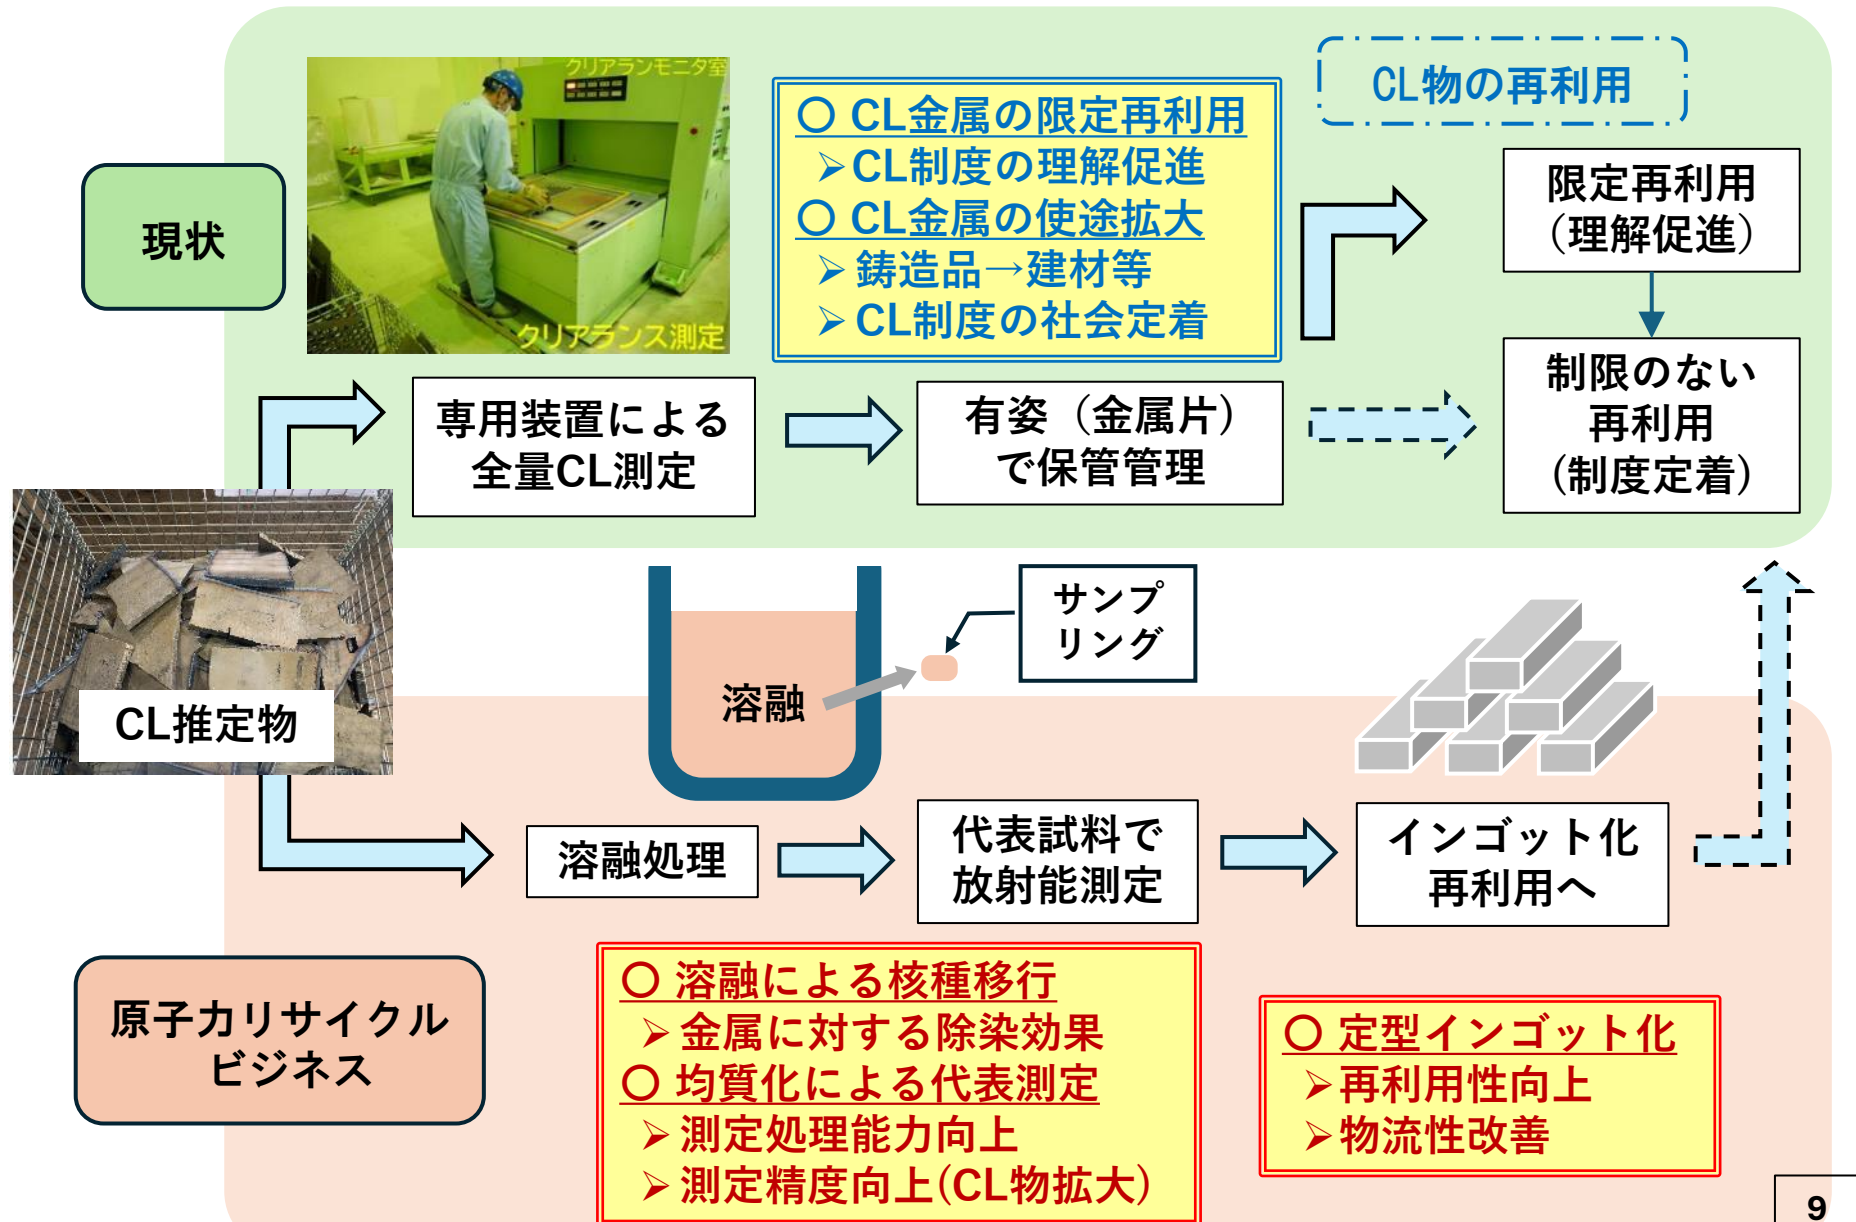 クリアランモニタ室
クリアランス測定
CL物の再利用
現状
〇 CL金属の限定再利用
➢CL制度の理解促進
〇 CL金属の使途拡大
➢鋳造品→建材等
➢CL制度の社会定着
限定再利用
（理解促進）
制限のない
再利用
(制度定着)
専用装置による
全量CL測定
有姿（金属片）
で保管管理
CL推定物
サンプ
リング
溶融
溶融処理
代表試料で
放射能測定
インゴット化
再利用へ
原子力リサイクル
ビジネス
〇 溶融による核種移行
➢金属に対する除染効果
〇 均質化による代表測定
➢測定処理能力向上
➢測定精度向上(CL物拡大)
〇 定型インゴット化
➢再利用性向上
➢物流性改善
9